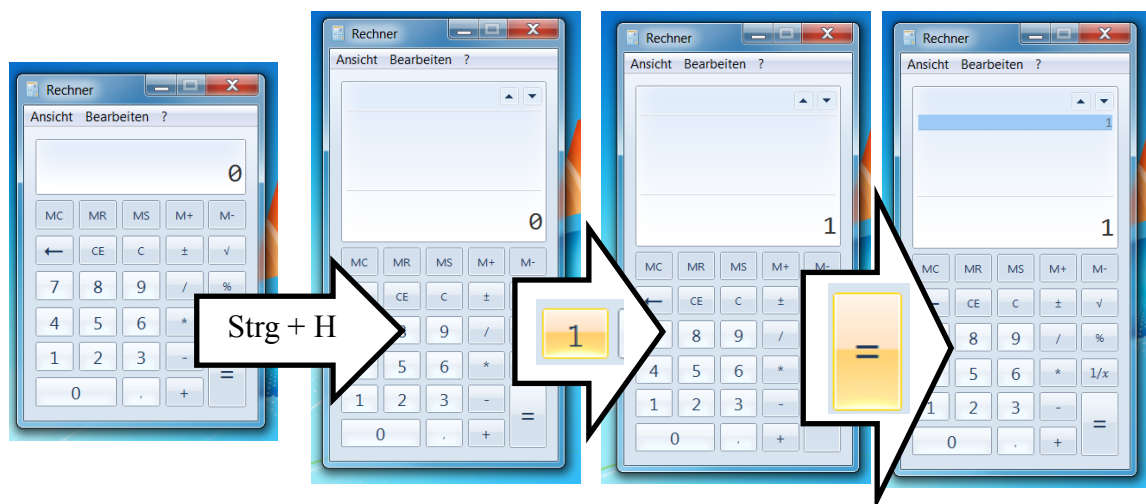 Rechner
Ansicht Bearbeiten ?
0
MC MR MS M+ M-
← CE C ± √
7 8 9 / %
4 5 6 *
1 2 3 - =
0 , +
Strg + H
Rechner
Ansicht Bearbeiten ?
0
MC MR MS M+ M-
CE C ±
8 9 /
5 6 *
1 2 3 - =
0 , +
1
Rechner
Ansicht Bearbeiten ?
1
MC MR MS M+ M-
← CE C ±
8 9 /
4 5 6 *
1 2 3 -
0 , +
=
Rechner
Ansicht Bearbeiten ?
1
1
MC MR MS M+ M-
← CE C ± √
8 9 / %
5 6 * 1/x
1 2 3 - =
0 , +